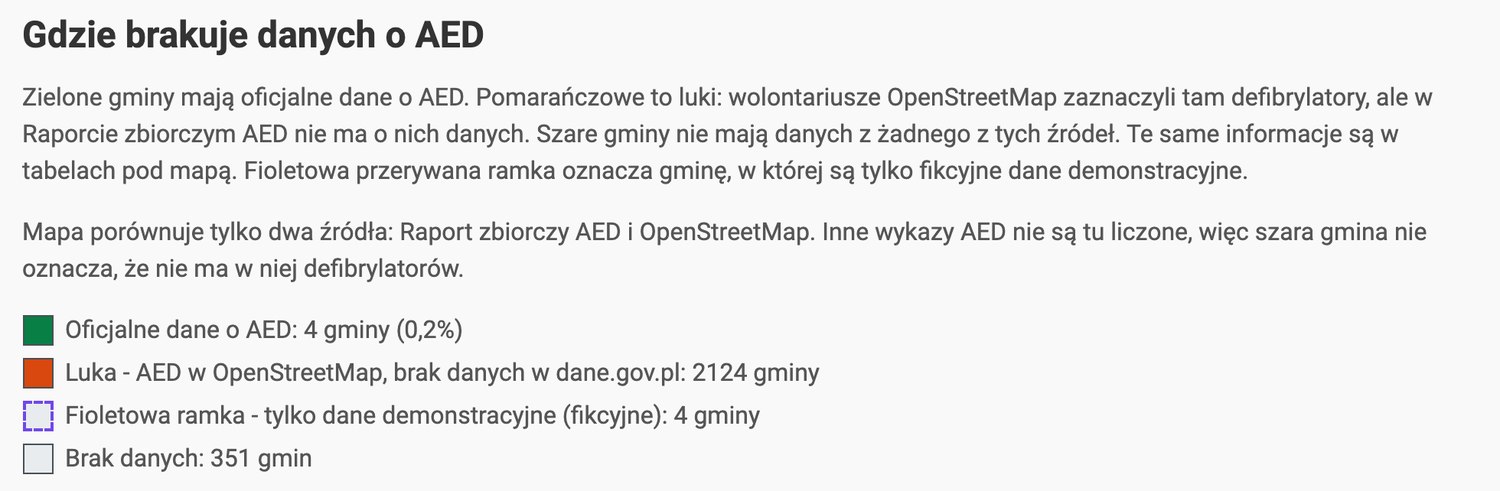 Gdzie brakuje danych o AED
Zielone gminy mają oficjalne dane o AED. Pomarańczowe to luki: wolontariusze OpenStreetMap zaznaczyli tam defibrylatory, ale w
Raporcie zbiorczym AED nie ma o nich danych. Szare gminy nie mają danych z żadnego z tych źródeł. Te same informacje są w
tabelach pod mapą. Fioletowa przerywana ramka oznacza gminę, w której są tylko fikcyjne dane demonstracyjne.
Mapa porównuje tylko dwa źródła: Raport zbiorczy AED i OpenStreetMap. Inne wykazy AED nie są tu liczone, więc szara gmina nie
oznacza, że nie ma w niej defibrylatorów.
Oficjalne dane o AED: 4 gminy (0,2%)
Luka - AED w OpenStreetMap, brak danych w dane.gov.pl: 2124 gminy
Fioletowa ramka - tylko dane demonstracyjne (fikcyjne): 4 gminy
Brak danych: 351 gmin